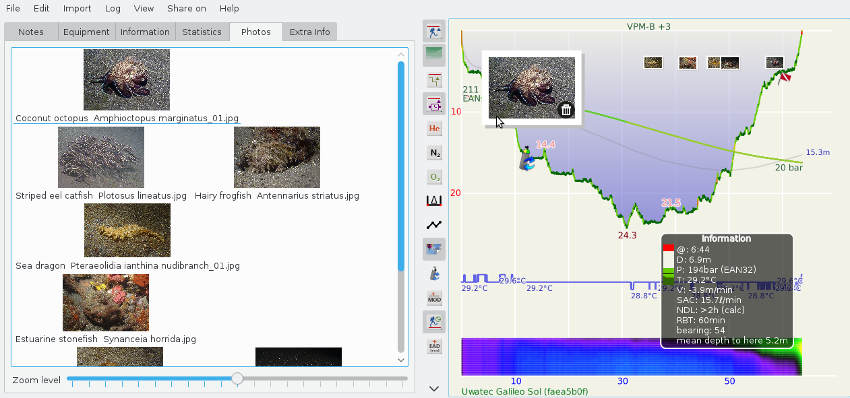 File Edit Import Log View Share on Help
Notes Equipment Information Statistics Photos Extra Info
Coconut octopus Amphioctopus marginatus_01.jpg
Striped eel catfish Plotosus lineatus.jpg Hairy frogfish Antennarius striatus.jpg
Sea dragon Pteraeolidia ianthina nudibranch_01.jpg
Estuarine stonefish Synanceia horrida.jpg
Zoom level
He
N₂
O₂
MOD
EAD
VPM-B +3
211
EAN
10
14.4
15.3m
20 bar
20
23.5
24.3
29.2°C
29.6°C
29.2°C
28.8°C
28.8°C
Information
@: 6:44
D: 6.9m
P: 194bar (EAN32)
T: 29.2°C
V: -3.9m/min
SAC: 15.7ℓ/min
NDL: >2h (calc)
RBT: 60min
bearing: 54
mean depth to here 5.2m
10 30 50
Uwatec Galileo Sol (faea5b0f)